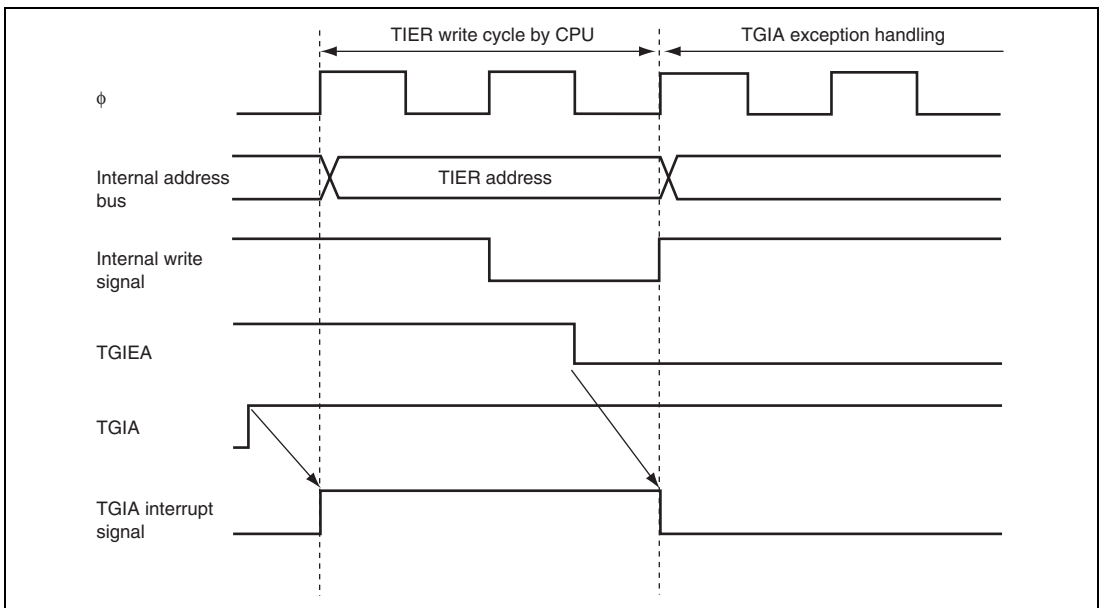 TIER write cycle by CPU
TGIA exception handling
ϕ
Internal address
bus
TIER address
Internal write
signal
TGIEA
TGIA
TGIA interrupt
signal